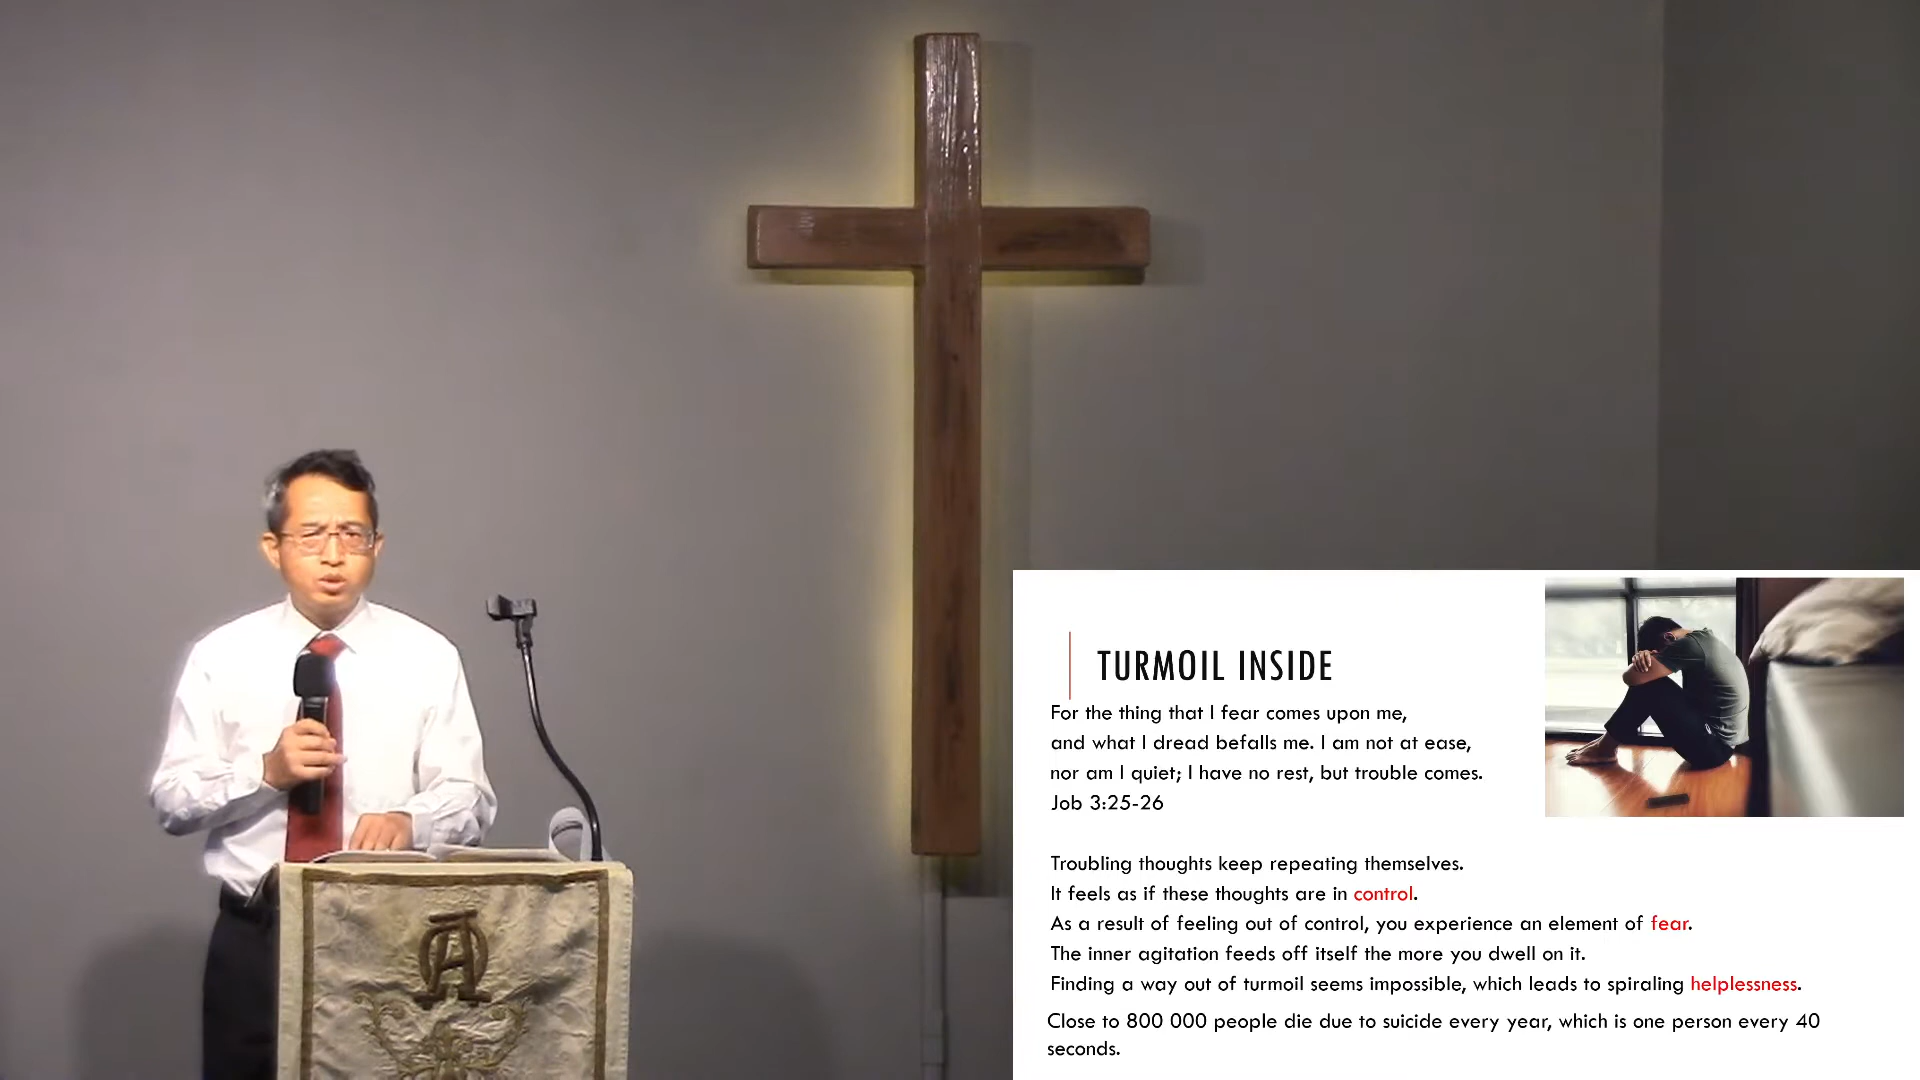 TURMOIL INSIDE
For the thing that I fear comes upon me,
and what I dread befalls me. I am not at ease,
nor am I quiet; I have no rest, but trouble comes.
Job 3:25-26
Troubling thoughts keep repeating themselves.
It feels as if these thoughts are in control.
As a result of feeling out of control, you experience an element of fear.
The inner agitation feeds off itself the more you dwell on it.
Finding a way out of turmoil seems impossible, which leads to spiraling helplessness.
Close to 800 000 people die due to suicide every year, which is one person every 40
seconds.